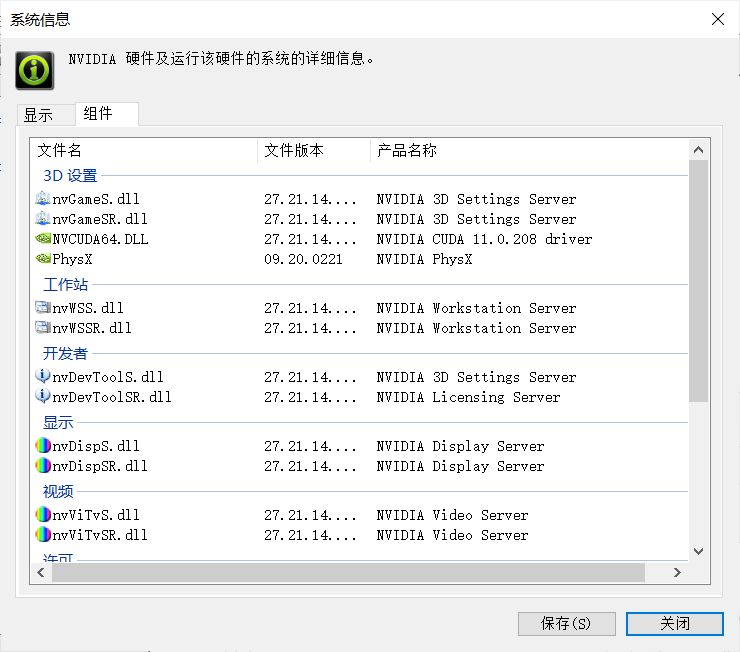 系统信息
NVIDIA 硬件及运行该硬件的系统的详细信息。
显示 组件
文件名 文件版本 产品名称
3D 设置
nvGameS.dll 27.21.14.... NVIDIA 3D Settings Server
nvGameSR.dll 27.21.14.... NVIDIA 3D Settings Server
NVCUDA64.DLL 27.21.14.... NVIDIA CUDA 11.0.208 driver
PhysX 09.20.0221 NVIDIA PhysX
工作站
nvWSS.dll 27.21.14.... NVIDIA Workstation Server
nvWSSR.dll 27.21.14.... NVIDIA Workstation Server
开发者
nvDevToolS.dll 27.21.14.... NVIDIA 3D Settings Server
nvDevToolSR.dll 27.21.14.... NVIDIA Licensing Server
显示
nvDispS.dll 27.21.14.... NVIDIA Display Server
nvDispSR.dll 27.21.14.... NVIDIA Display Server
视频
nvViTvS.dll 27.21.14.... NVIDIA Video Server
nvViTvSR.dll 27.21.14.... NVIDIA Video Server
许可
保存(S) 关闭